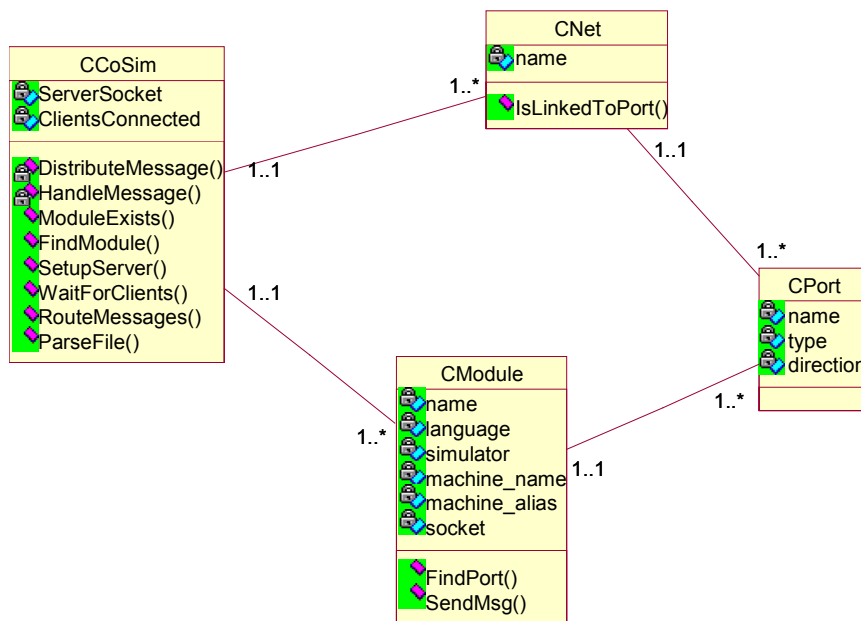 CCoSim
ServerSocket
ClientsConnected
DistributeMessage()
HandleMessage()
ModuleExists()
FindModule()
SetupServer()
WaitForClients()
RouteMessages()
ParseFile()
1..1
1..*
CNet
name
IsLinkedToPort()
1..1
1..*
1..1
1..*
CPort
name
type
direction
CModule
name
language
simulator
machine_name
machine_alias
socket
FindPort()
SendMsg()
1..1
1..*